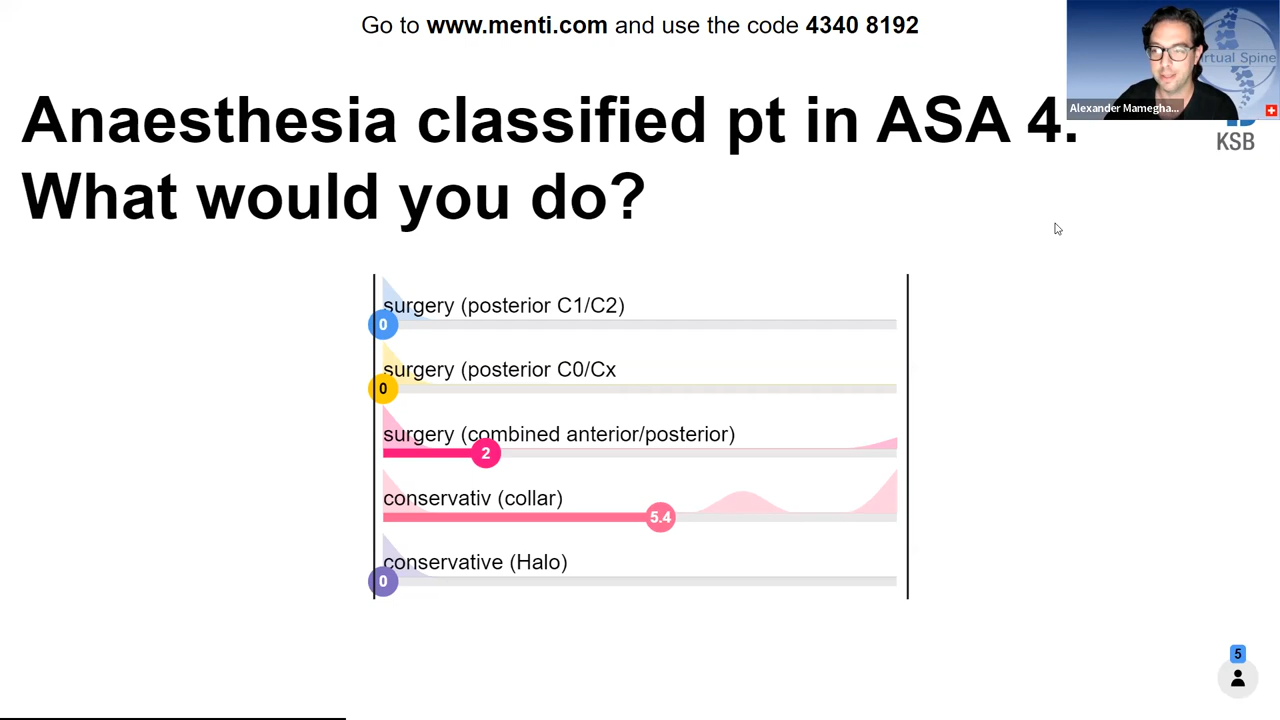 Go to www.menti.com and use the code 4340 8192
Anaesthesia classified pt in ASA 4.
What would you do?
irtual Spine
Alexander Mamegha...
KSB
surgery (posterior C1/C2)
0
surgery (posterior C0/Cx
0
surgery (combined anterior/posterior)
2
conservativ (collar)
5.4
conservative (Halo)
0
5